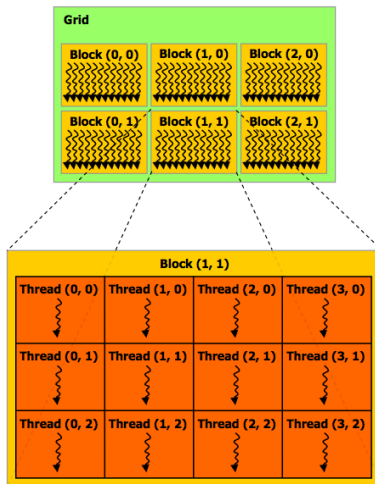 Grid
Block (0, 0) Block (1, 0) Block (2, 0)
Block (0, 1) Block (1, 1) Block (2, 1)
Block (1, 1)
Thread (0, 0) Thread (1, 0) Thread (2, 0) Thread (3, 0)
Thread (0, 1) Thread (1, 1) Thread (2, 1) Thread (3, 1)
Thread (0, 2) Thread (1, 2) Thread (2, 2) Thread (3, 2)